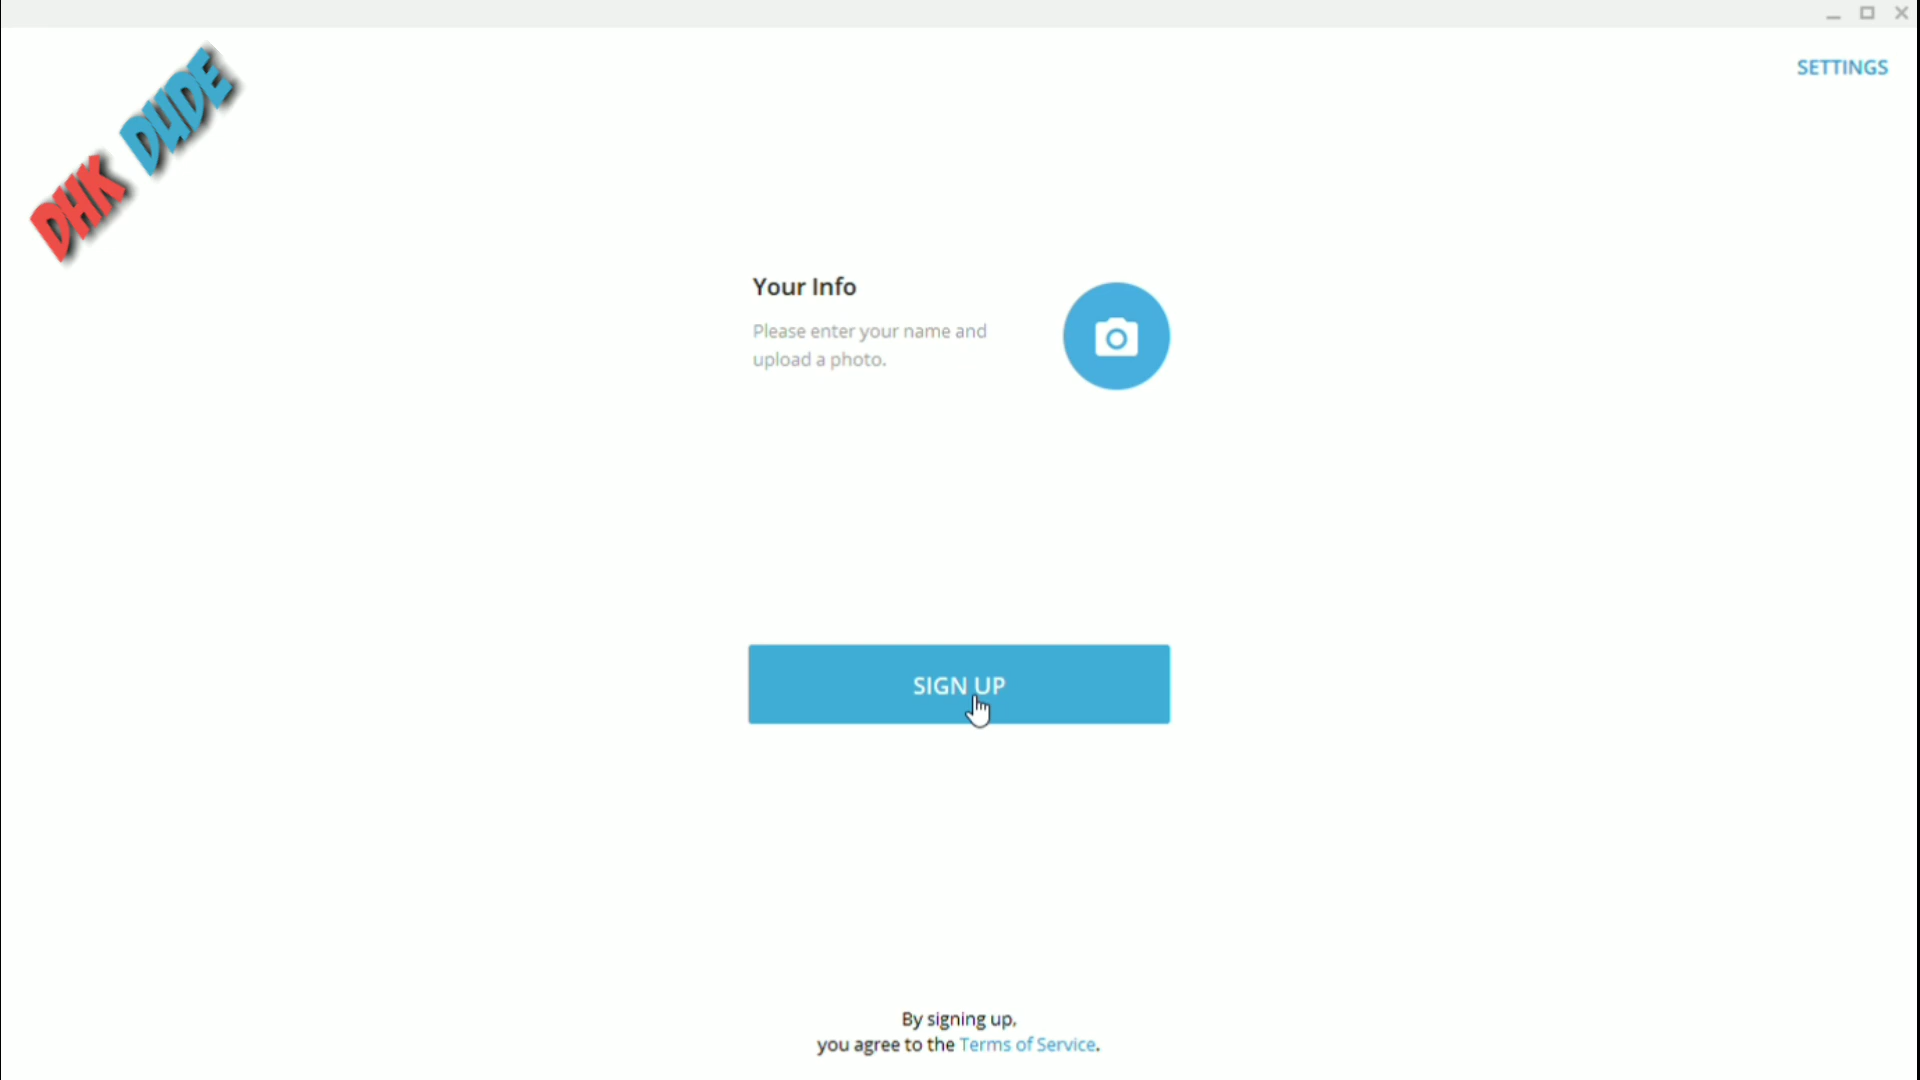 SETTINGS
DHK DUDE
Your Info
Please enter your name and
upload a photo.
SIGN UP
By signing up,
you agree to the Terms of Service.